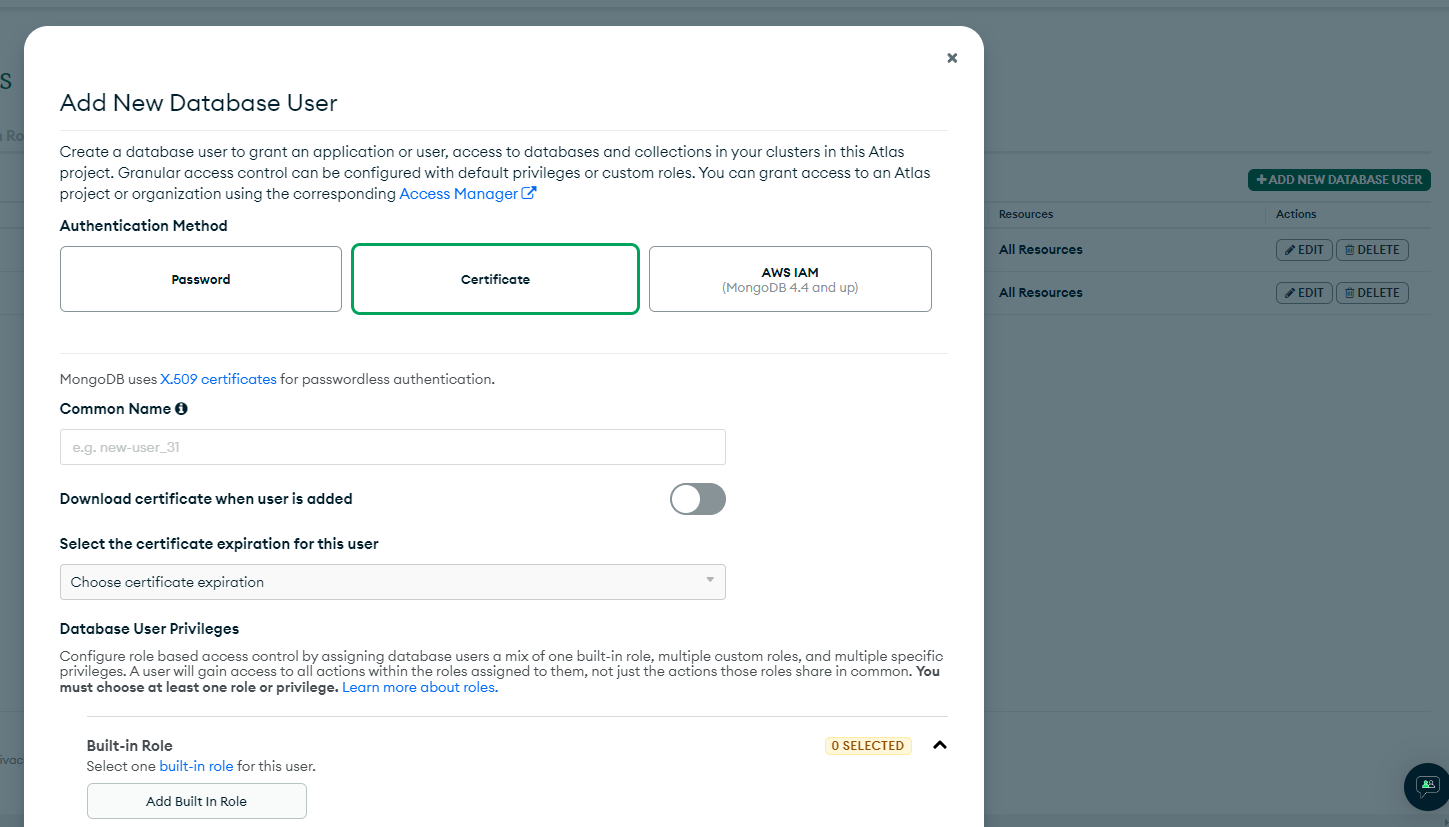 s
Ro
Add New Database User
Create a database user to grant an application or user, access to databases and collections in your clusters in this Atlas
project. Granular access control can be configured with default privileges or custom roles. You can grant access to an Atlas
project or organization using the corresponding Access Manager
Authentication Method
Password
Certificate
AWS IAM
(MongoDB 4.4 and up)
MongoDB uses X.509 certificates for passwordless authentication.
Common Name
e.g. new-user_31
Download certificate when user is added
Select the certificate expiration for this user
Choose certificate expiration
Database User Privileges
Configure role based access control by assigning database users a mix of one built-in role, multiple custom roles, and multiple specific
privileges. A user will gain access to all actions within the roles assigned to them, not just the actions those roles share in common. You
must choose at least one role or privilege. Learn more about roles.
Built-in Role
0 SELECTED
Select one built-in role for this user.
Add Built In Role
ivac
+ADD NEW DATABASE USER
Resources
Actions
All Resources
EDIT
DELETE
All Resources
EDIT
DELETE